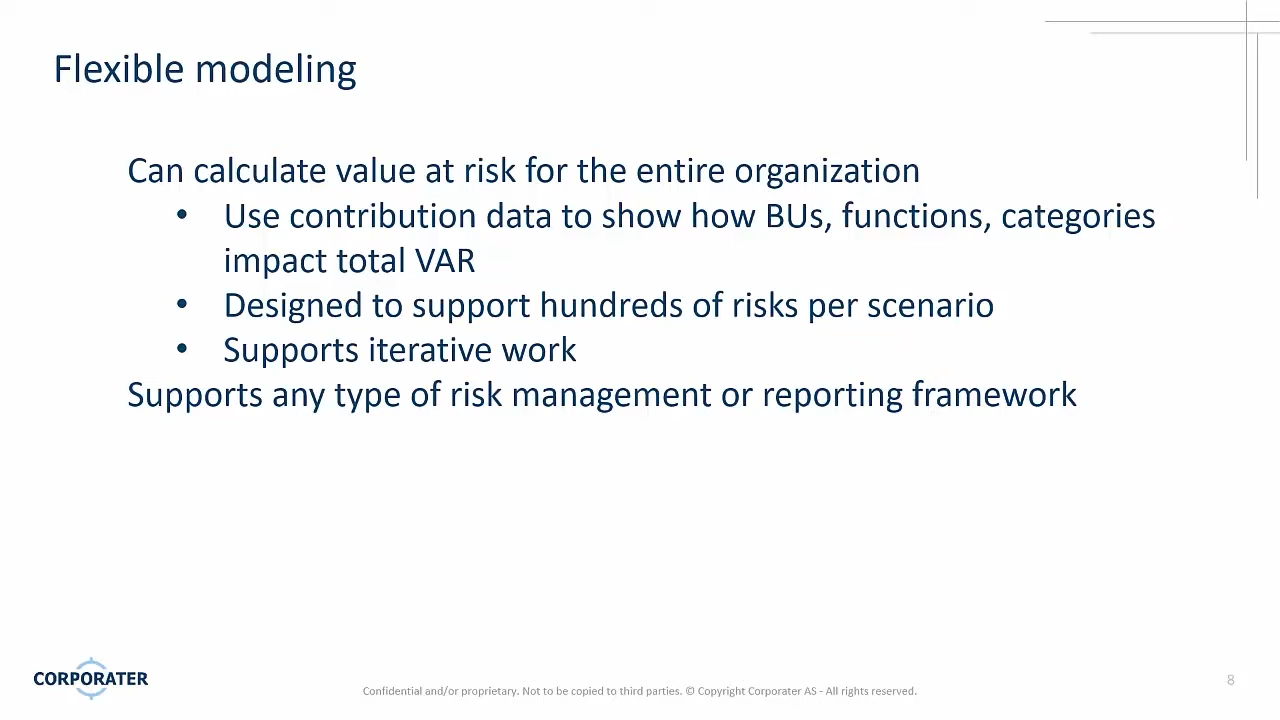 Flexible modeling
Can calculate value at risk for the entire organization
• Use contribution data to show how BUs, functions, categories
impact total VAR
• Designed to support hundreds of risks per scenario
• Supports iterative work
Supports any type of risk management or reporting framework
CORPORATER
Confidential and/or proprietary. Not to be copied to third parties. © Copyright Corporater AS - All rights reserved.
8